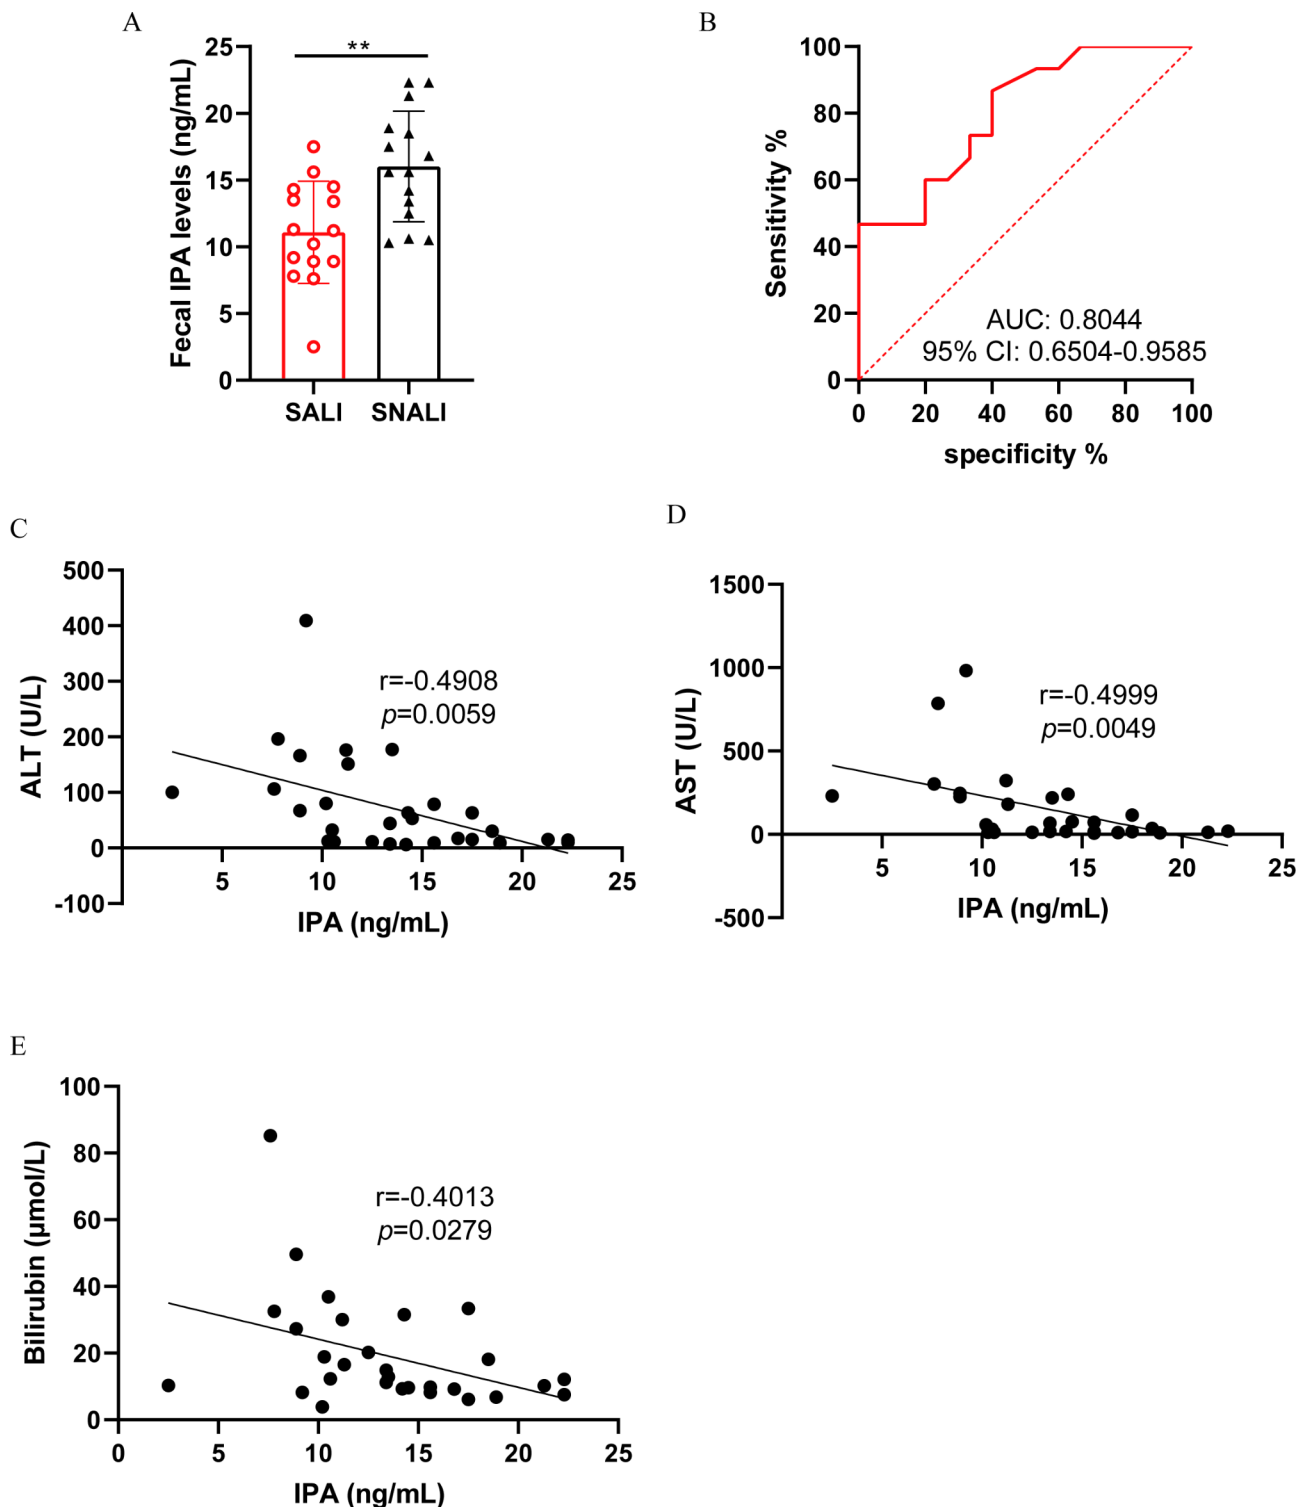 A
**
Fecal IPA levels (ng/mL)
25
20
15
10
5
0
SALI
SNALI
B
Sensitivity %
100
80
60
40
20
0
AUC: 0.8044
95% CI: 0.6504-0.9585
0 20 40 60 80 100
specificity %
C
ALT (U/L)
500
400
300
200
100
0
-100
r=-0.4908
p=0.0059
5 10 15 20 25
IPA (ng/mL)
D
AST (U/L)
1500
1000
500
0
-500
r=-0.4999
p=0.0049
5 10 15 20 25
IPA (ng/mL)
E
Bilirubin (μmol/L)
100
80
60
40
20
0
r=-0.4013
p=0.0279
0 5 10 15 20 25
IPA (ng/mL)